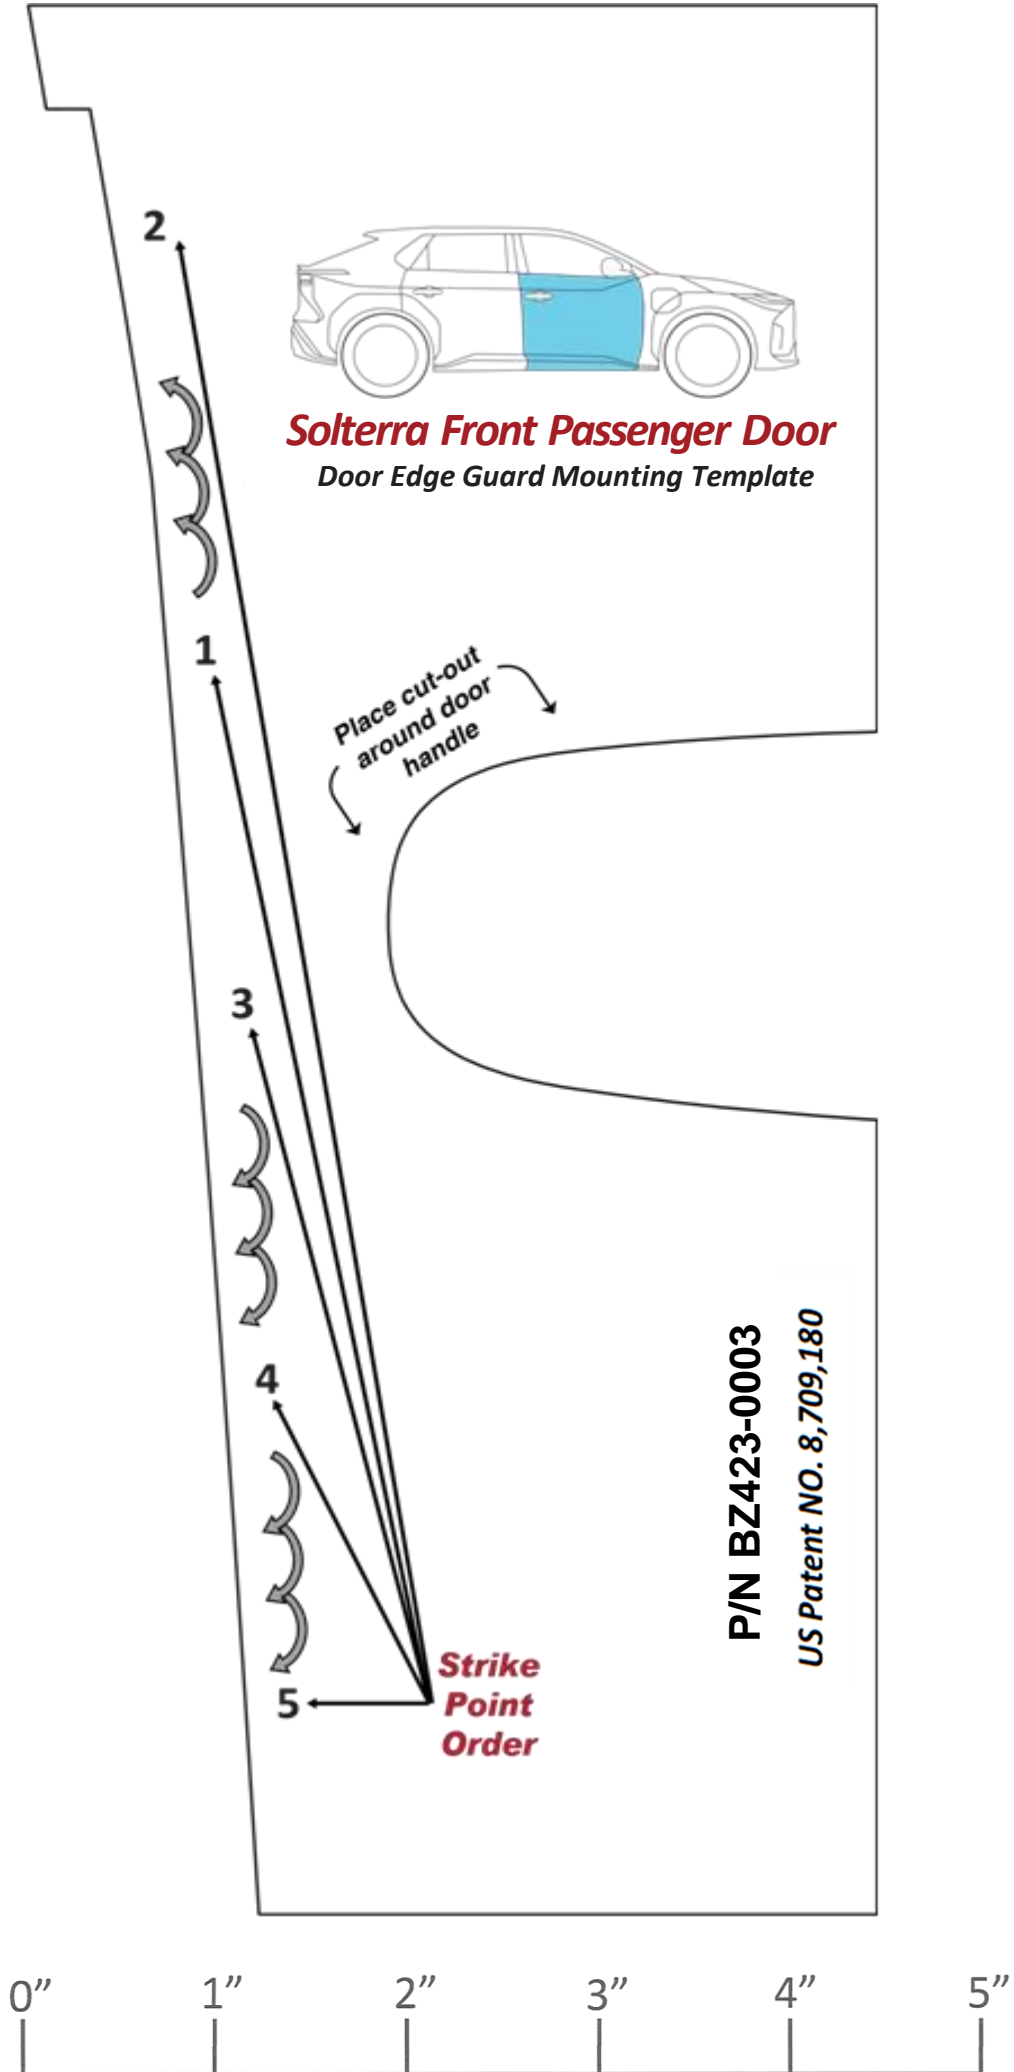 2
Solterra Front Passenger Door
Door Edge Guard Mounting Template
1
Place cut-out
around door
handle
3
4
P/N BZ423-0003
US Patent NO. 8,709,180
5
Strike
Point
Order
0”
1”
2”
3”
4”
5”